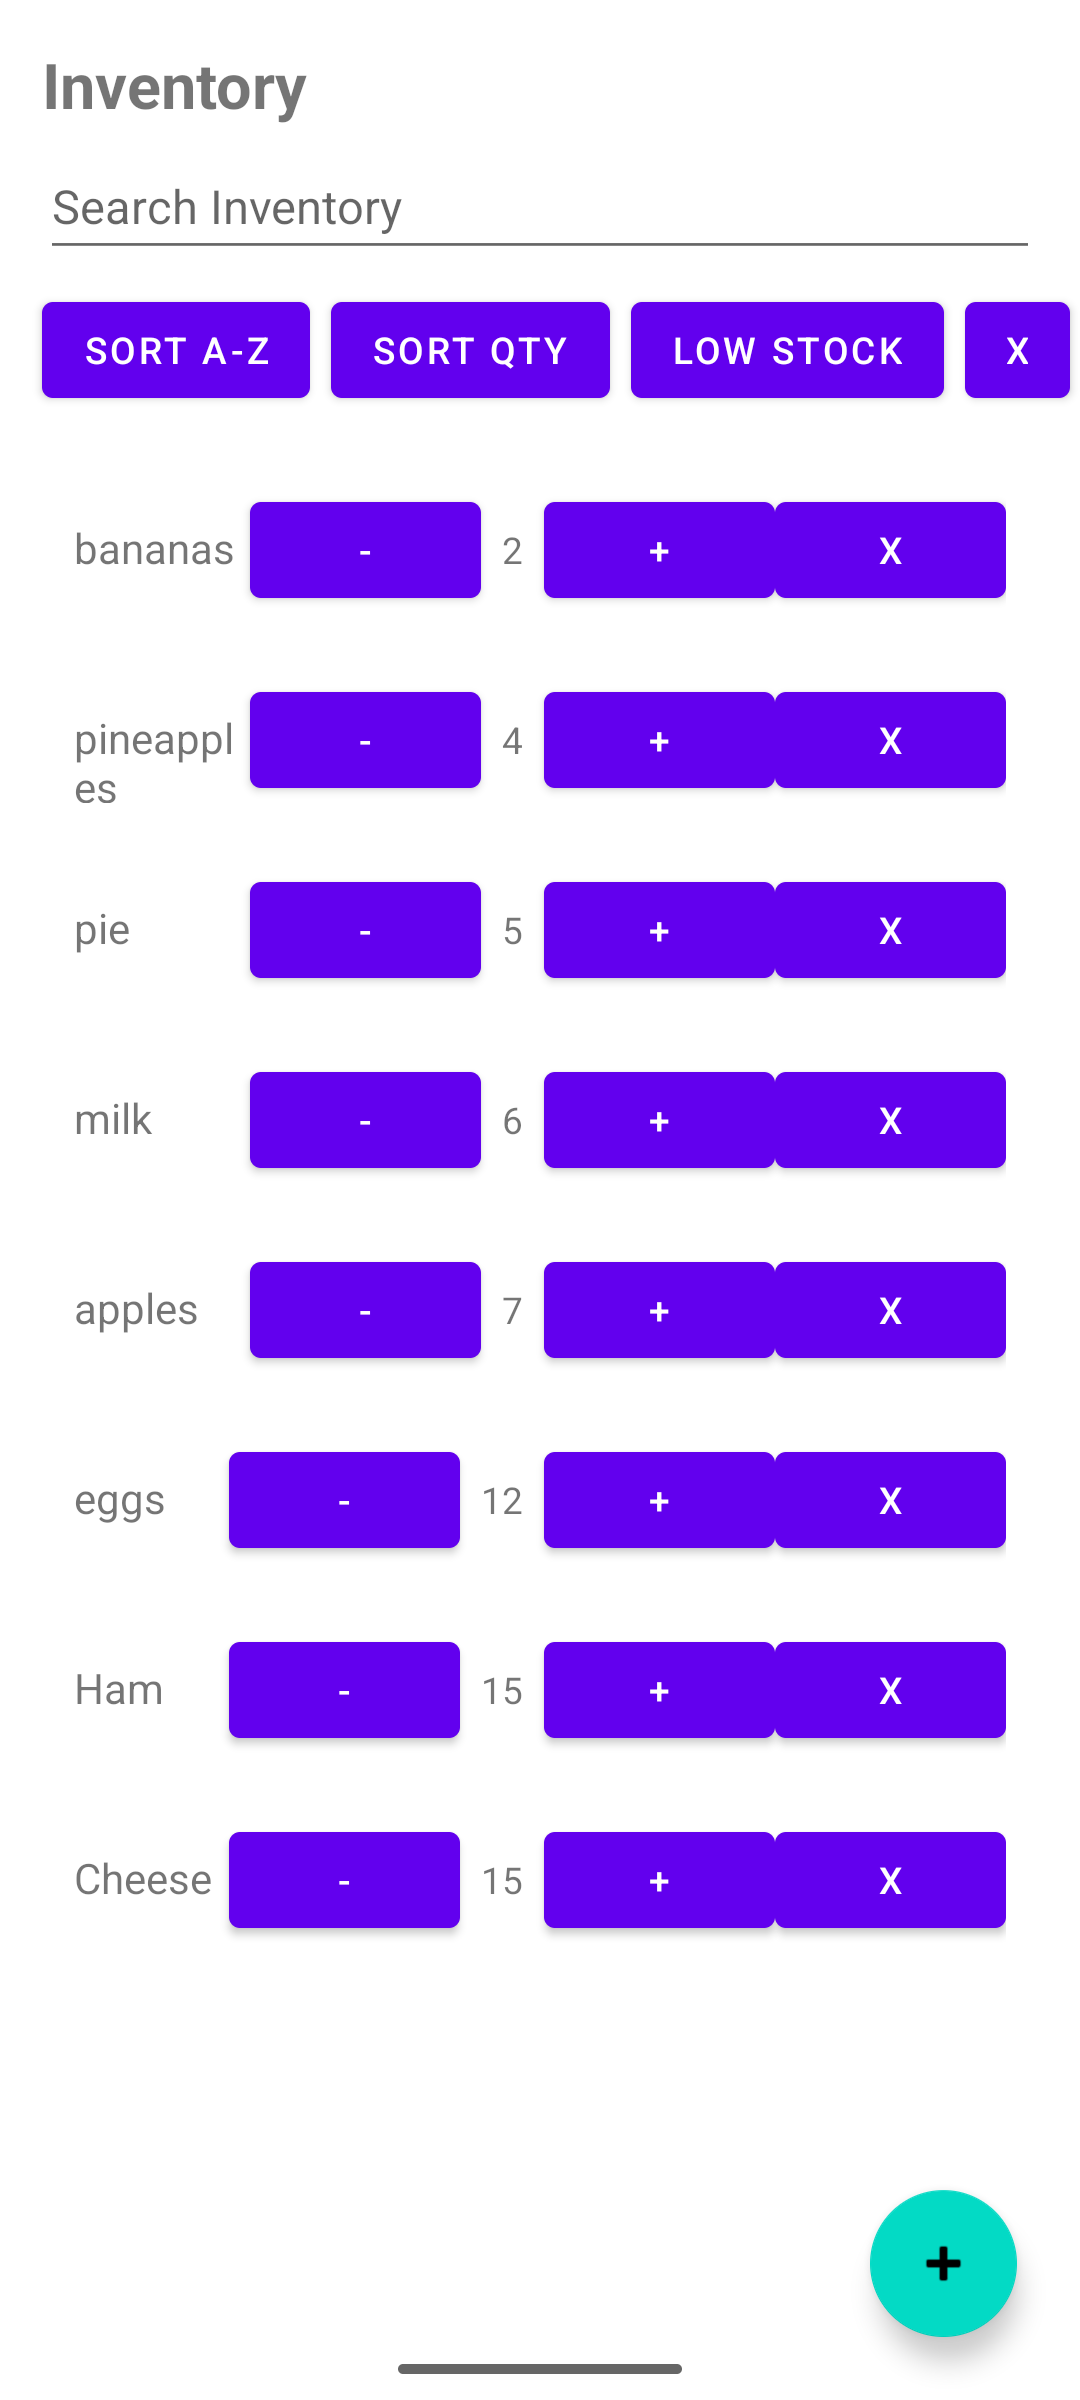 Inventory
Search Inventory
SORT A-Z SORT QTY LOW STOCK X
bananas - 2 + X
pineappl - 4 + X
es
pie - 5 + X
milk - 6 + X
apples - 7 + X
eggs - 12 + X
Ham - 15 + X
Cheese - 15 + X
+